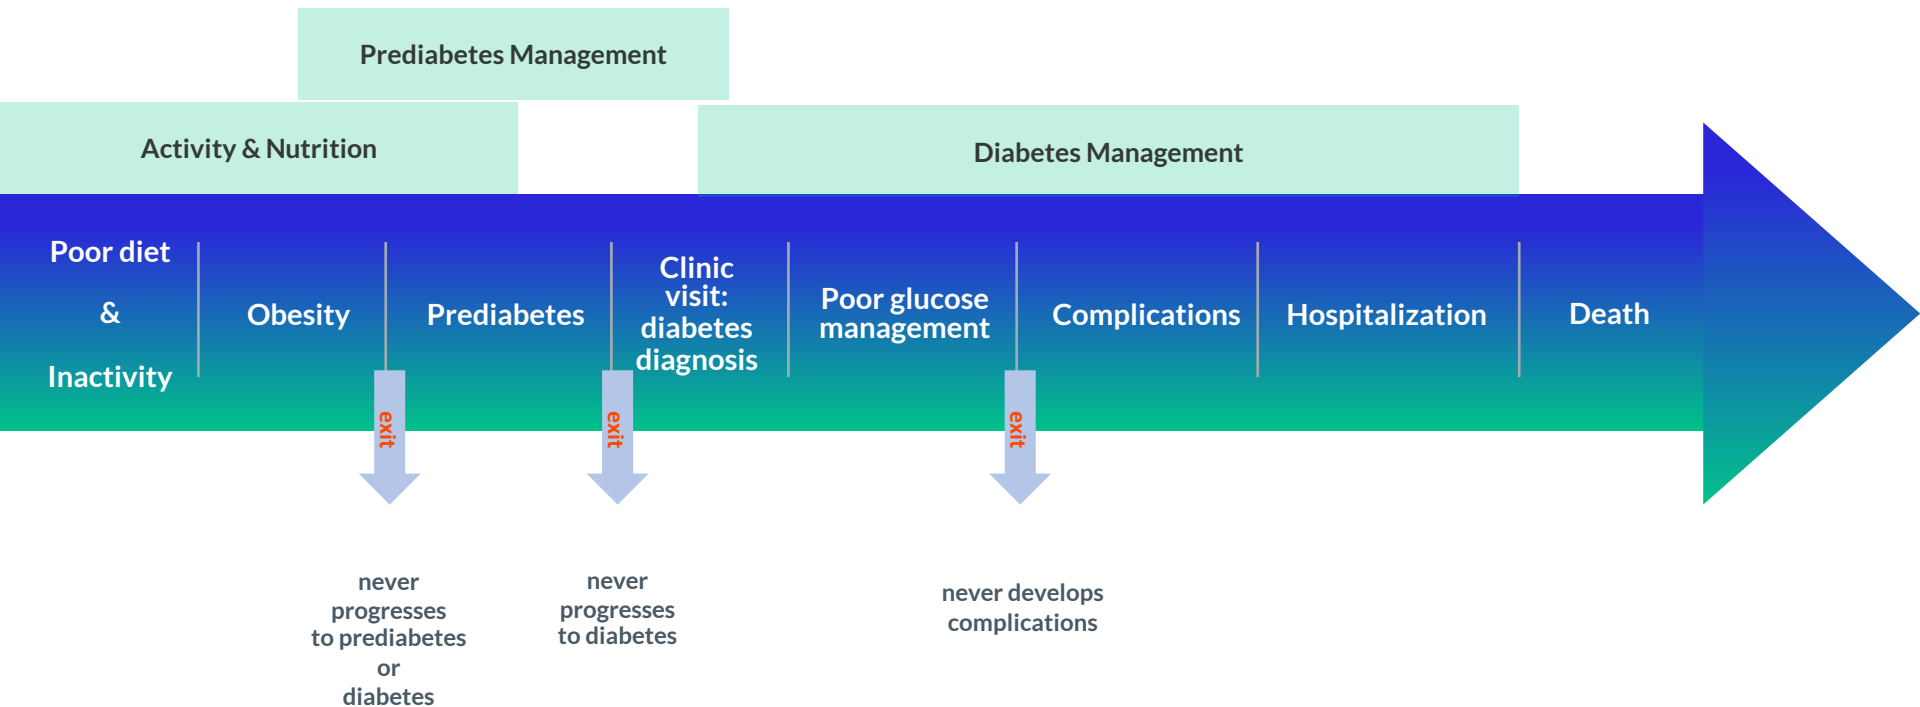 Prediabetes Management
Activity & Nutrition
Diabetes Management
Poor diet
&
Inactivity
Obesity
Prediabetes
Clinic
visit:
diabetes
diagnosis
Poor glucose
management
Complications
Hospitalization
Death
exit
exit
exit
never
progresses
to prediabetes
or
diabetes
never
progresses
to diabetes
never develops
complications